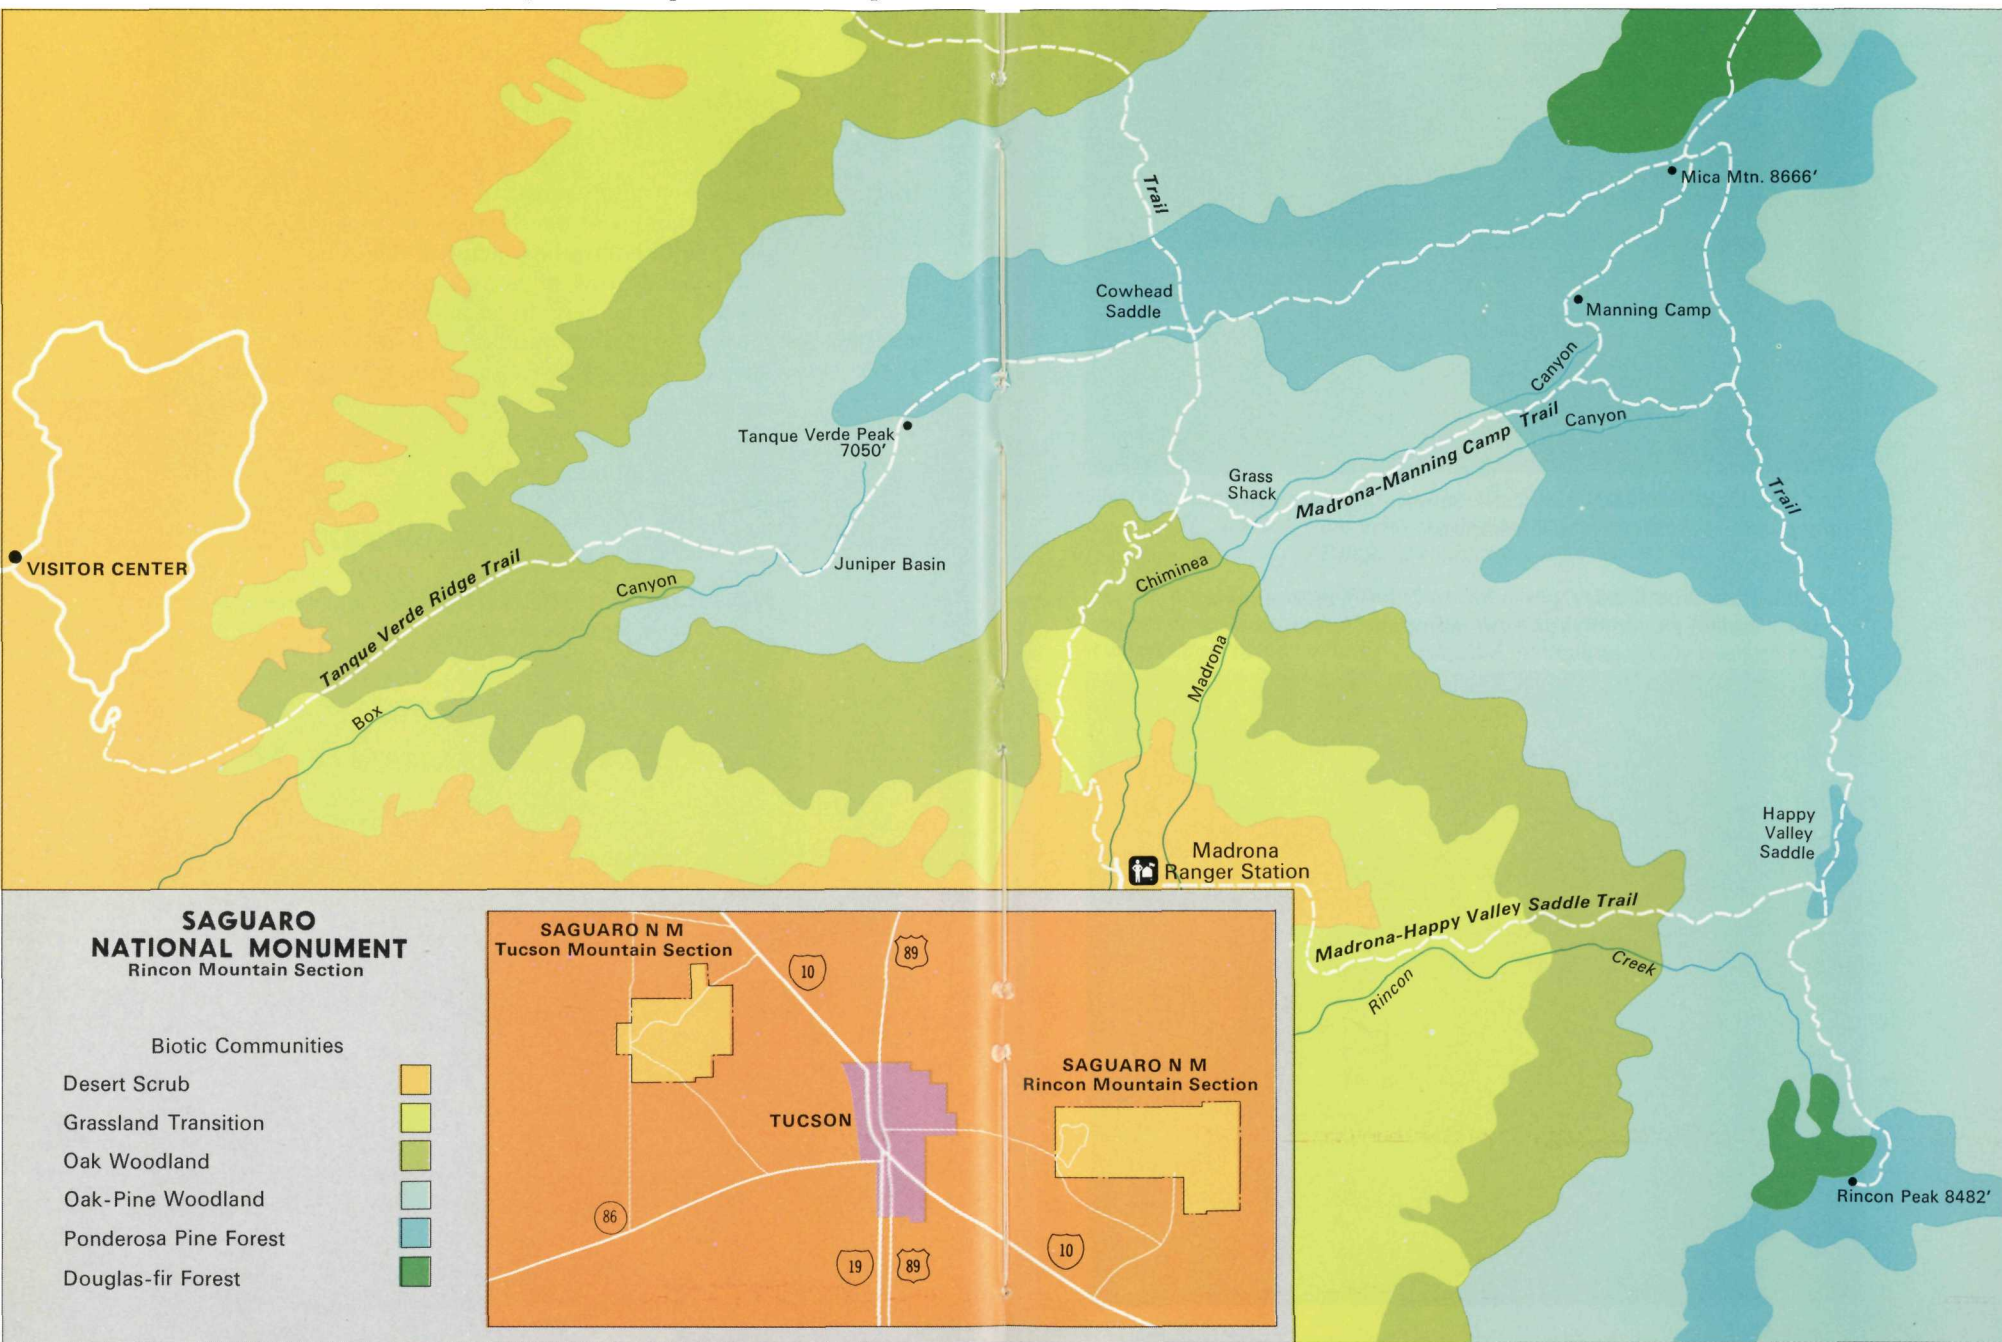 Trail
Mica Mtn. 8666′
Cowhead
Saddle
Manning Camp
Canyon
Tanque Verde Peak
7050′
Madrona-Manning Camp Trail
Canyon
Grass
Shack
Trail
VISITOR CENTER
Tanque Verde Ridge Trail
Juniper Basin
Box
Canyon
Chiminea
Madrona
Happy
Valley
Saddle
Madrona
Ranger Station
Madrona-Happy Valley Saddle Trail
Rincon
Creek
Rincon Peak 8482′
SAGUARO
NATIONAL MONUMENT
Rincon Mountain Section
Biotic Communities
Desert Scrub
Grassland Transition
Oak Woodland
Oak-Pine Woodland
Ponderosa Pine Forest
Douglas-fir Forest
SAGUARO N M
Tucson Mountain Section
10
89
SAGUARO N M
Rincon Mountain Section
TUCSON
86
19
89
10